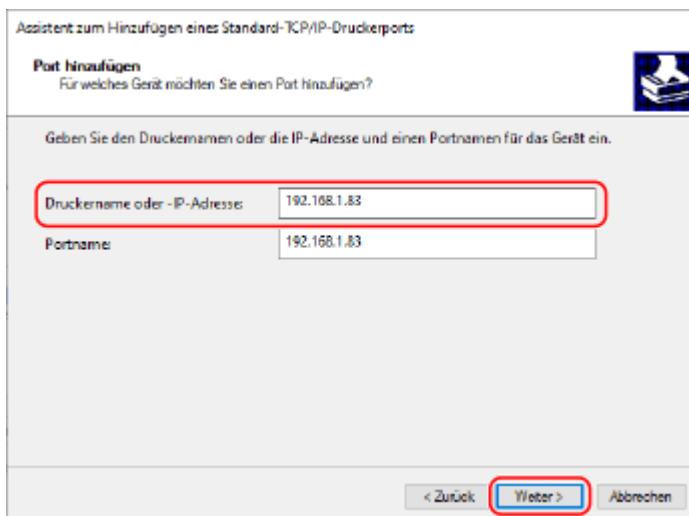 Assistent zum Hinzufügen eines Standard-TCP/IP-Druckerports
Port hinzufügen
Für welches Gerät möchten Sie einen Port hinzufügen?
Geben Sie den Druckernamen oder die IP-Adresse und einen Portnamen für das Gerät ein.
Druckername oder -IP-Adresse: 192.168.1.83
Portname: 192.168.1.83
< Zurück Weiter > Abbrechen